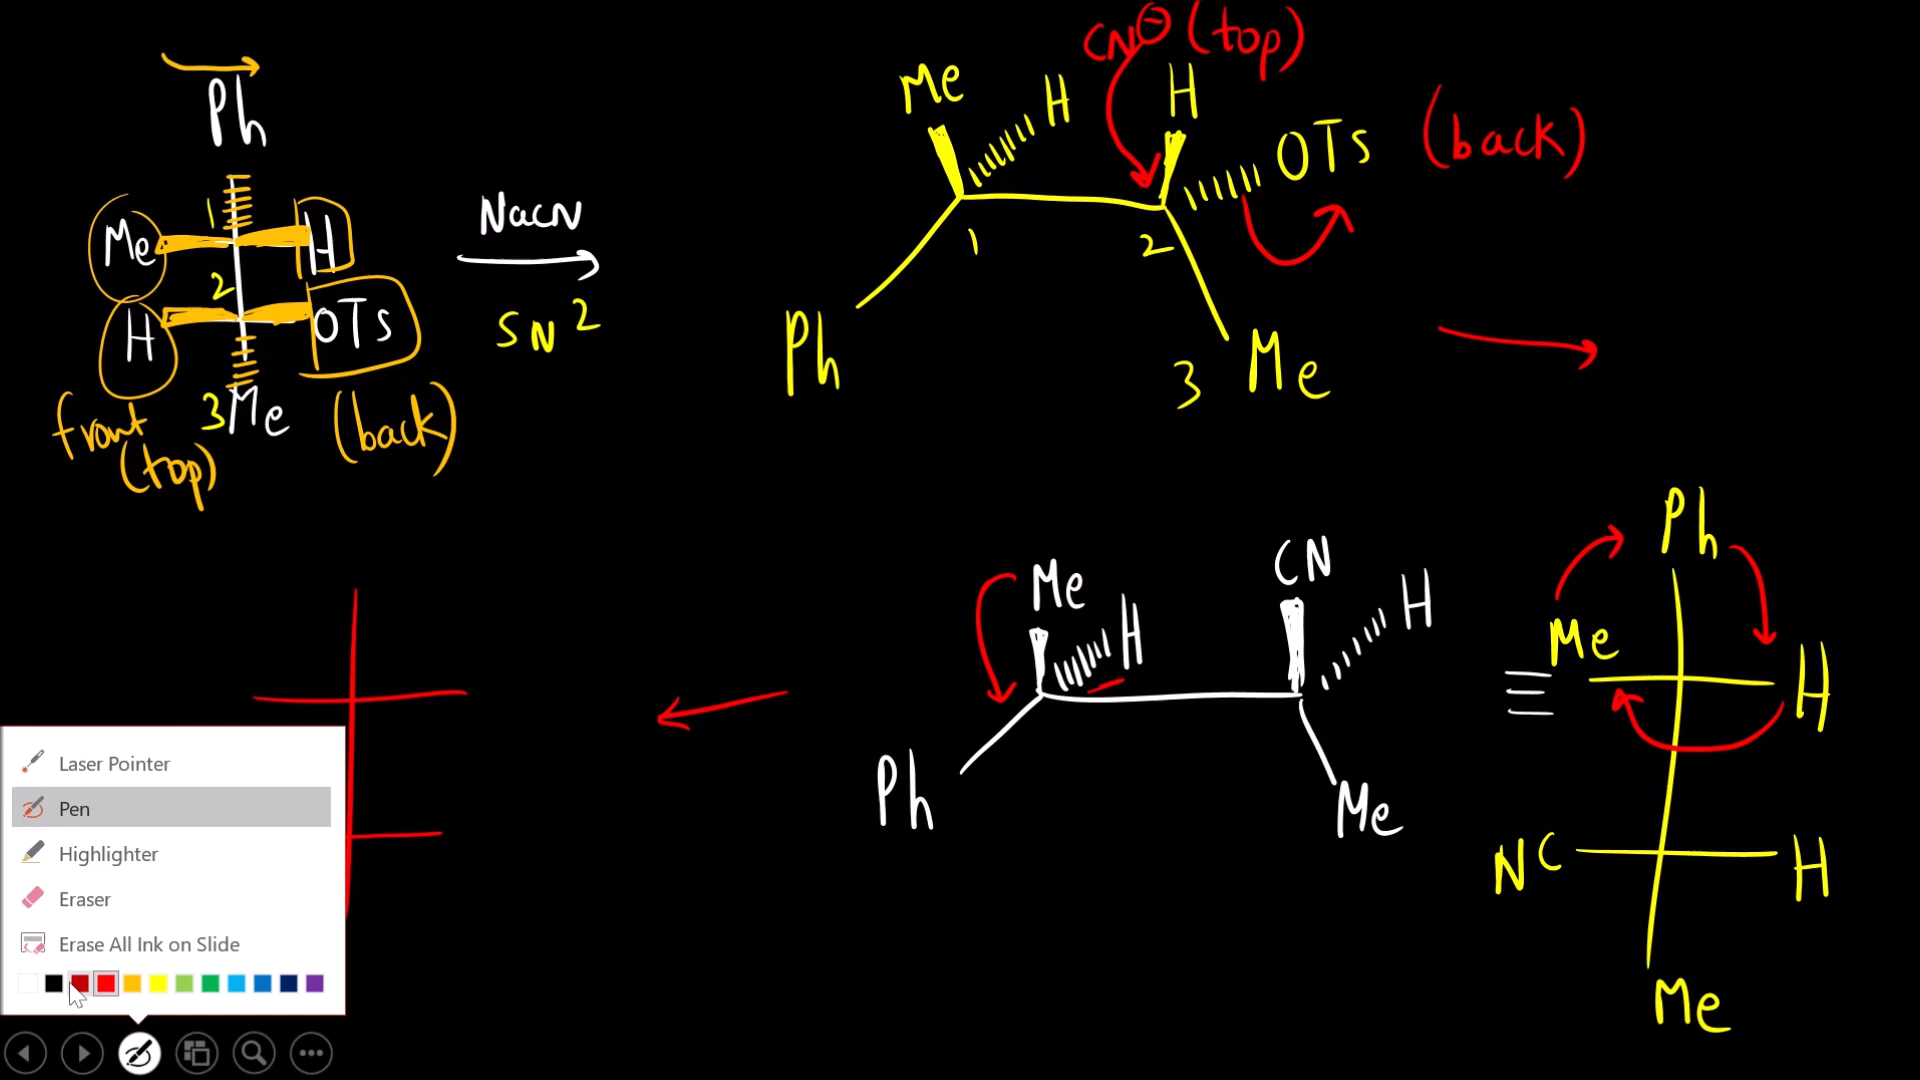 Ph
Me 1 H
2
H OTs
3 Me
front
(top)
(back)
NaCN
SN2
CN⊖ (top)
Me H H
OTs (back)
1 2
Ph 3 Me
Me H CN H
Ph Me
≡
Ph
Me H
NC H
Me
Laser Pointer
Pen
Highlighter
Eraser
Erase All Ink on Slide